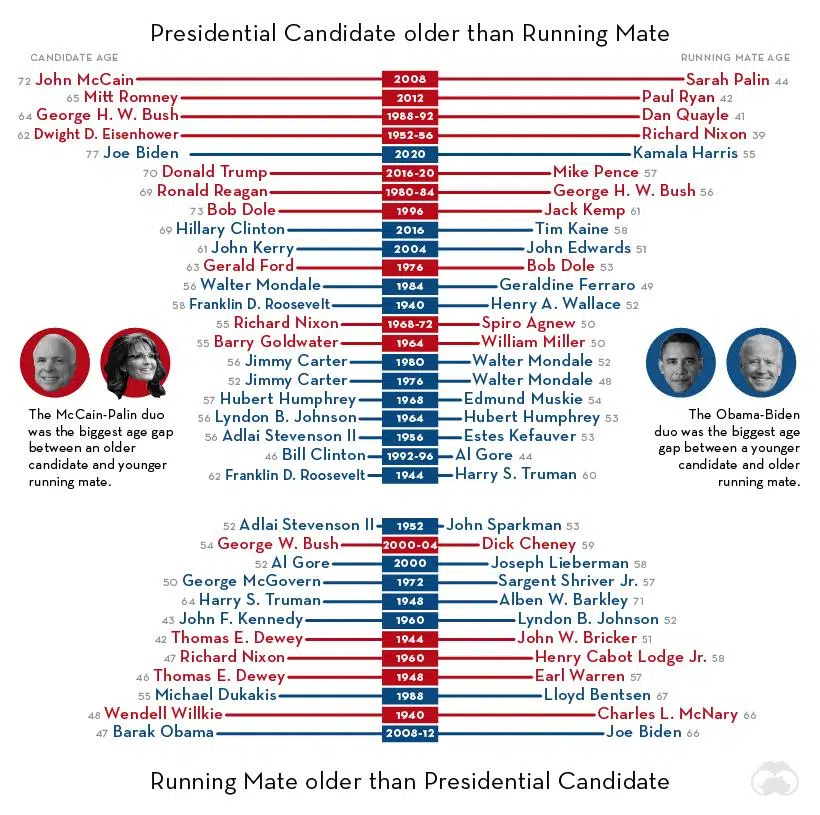 Presidential Candidate older than Running Mate
CANDIDATE AGE RUNNING MATE AGE
72 John McCain 2008 Sarah Palin 44
65 Mitt Romney 2012 Paul Ryan 42
64 George H. W. Bush 1988-92 Dan Quayle 41
62 Dwight D. Eisenhower 1952-56 Richard Nixon 39
77 Joe Biden 2020 Kamala Harris 55
70 Donald Trump 2016-20 Mike Pence 57
69 Ronald Reagan 1980-84 George H. W. Bush 56
73 Bob Dole 1996 Jack Kemp 61
69 Hillary Clinton 2016 Tim Kaine 58
61 John Kerry 2004 John Edwards 51
63 Gerald Ford 1976 Bob Dole 53
56 Walter Mondale 1984 Geraldine Ferraro 49
58 Franklin D. Roosevelt 1940 Henry A. Wallace 52
55 Richard Nixon 1968-72 Spiro Agnew 50
55 Barry Goldwater 1964 William Miller 50
56 Jimmy Carter 1980 Walter Mondale 52
52 Jimmy Carter 1976 Walter Mondale 48
57 Hubert Humphrey 1968 Edmund Muskie 54
56 Lyndon B. Johnson 1964 Hubert Humphrey 53
56 Adlai Stevenson II 1956 Estes Kefauver 53
46 Bill Clinton 1992-96 Al Gore 44
62 Franklin D. Roosevelt 1944 Harry S. Truman 60
The McCain-Palin duo
was the biggest age gap
between an older
candidate and younger
running mate.
The Obama-Biden
duo was the biggest age
gap between a younger
candidate and older
running mate.
52 Adlai Stevenson II 1952 John Sparkman 53
54 George W. Bush 2000-04 Dick Cheney 59
52 Al Gore 2000 Joseph Lieberman 58
50 George McGovern 1972 Sargent Shriver Jr. 57
64 Harry S. Truman 1948 Alben W. Barkley 71
43 John F. Kennedy 1960 Lyndon B. Johnson 52
42 Thomas E. Dewey 1944 John W. Bricker 51
47 Richard Nixon 1960 Henry Cabot Lodge Jr. 58
46 Thomas E. Dewey 1948 Earl Warren 57
55 Michael Dukakis 1988 Lloyd Bentsen 67
48 Wendell Willkie 1940 Charles L. McNary 66
47 Barak Obama 2008-12 Joe Biden 66
Running Mate older than Presidential Candidate